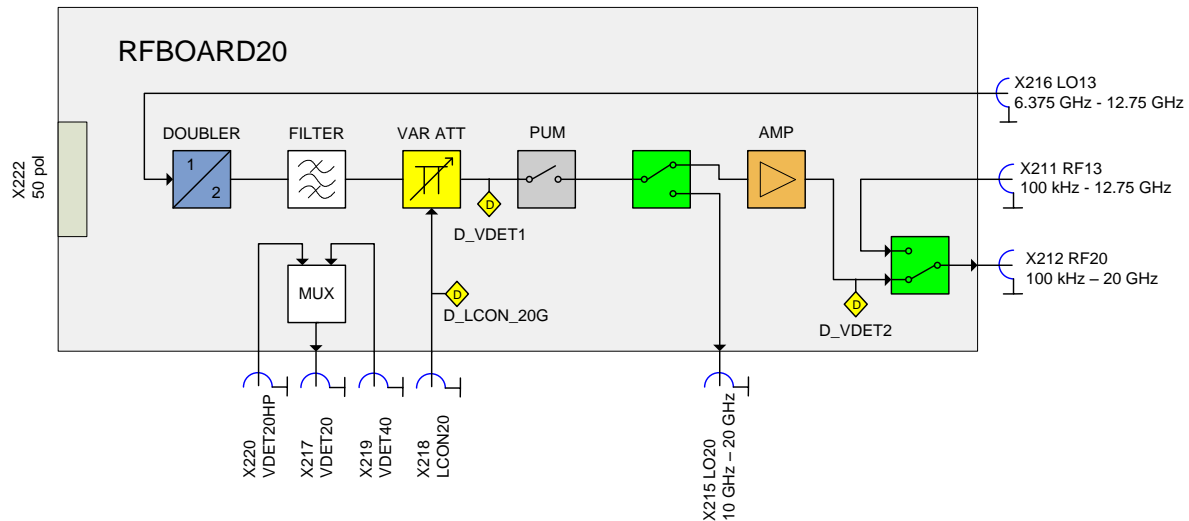 RFBOARD20
X216 LO13
6.375 GHz - 12.75 GHz
DOUBLER
FILTER
VAR ATT
PUM
AMP
1
2
X222
50 pol
X211 RF13
100 kHz - 12.75 GHz
D
D_VDET1
X212 RF20
100 kHz – 20 GHz
MUX
D
D_LCON_20G
D
D_VDET2
X220
VDET20HP
X217
VDET20
X219
VDET40
X218
LCON20
X215 LO20
10 GHz – 20 GHz